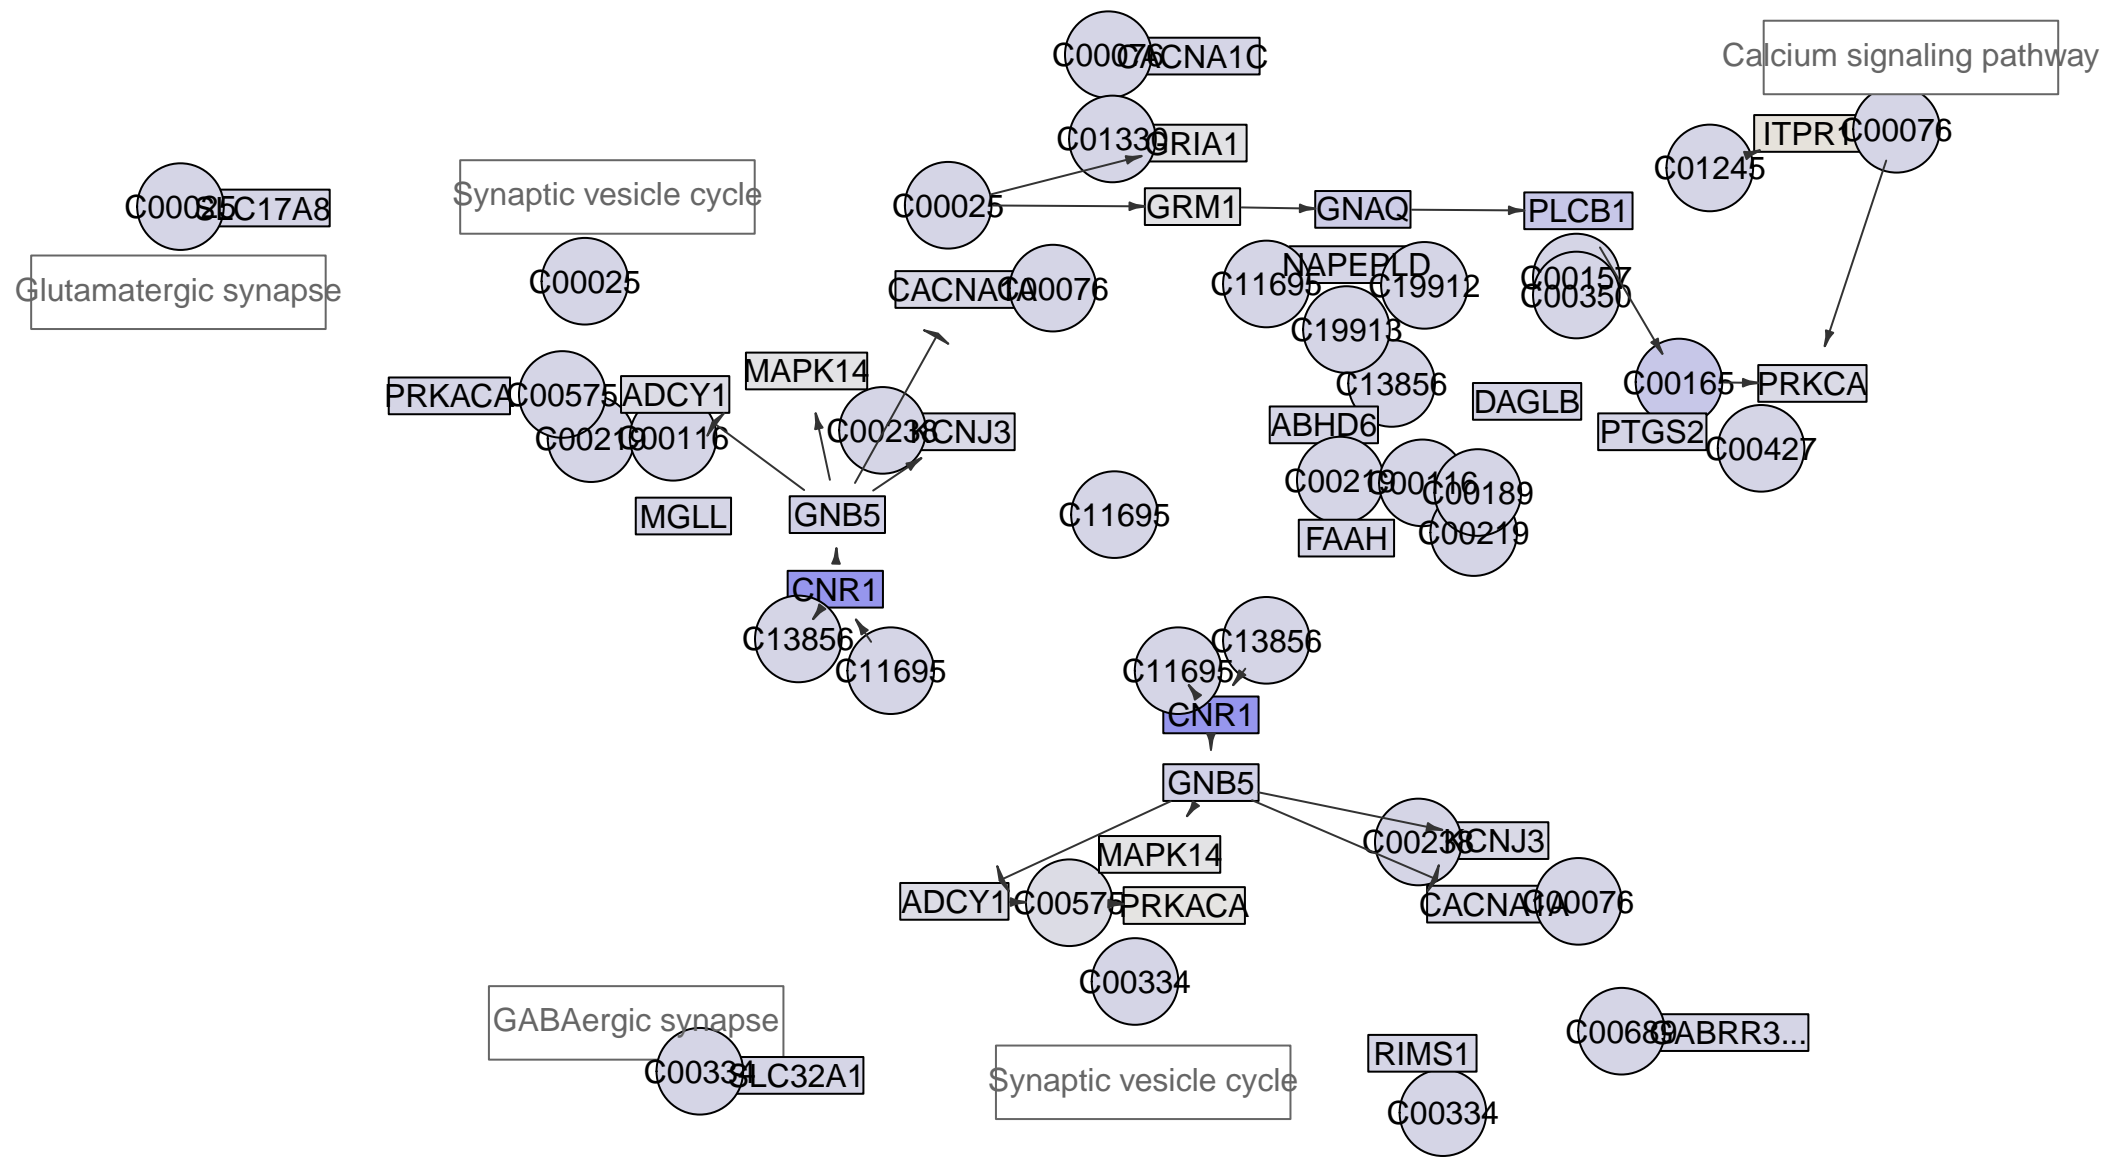 C00076
CACNA1C
Calcium signaling pathway
C01330
GRIA1
ITPR1
C00076
C01245
C00025
SLC17A8
Synaptic vesicle cycle
C00025
GRM1
GNAQ
PLCB1
Glutamatergic synapse
C00025
CACNA1A
C00076
C11695
NAPEPLD
C19912
C00157
C00350
C19913
MAPK14
PRKACA
C00575
ADCY1
C13856
DAGLB
C00165
PRKCA
C00219
C00116
C00238
KCNJ3
ABHD6
PTGS2
C00427
MGLL
GNB5
C11695
C00219
C00116
C00189
FAAH
C00219
CNR1
C13856
C11695
C13856
C11695
CNR1
GNB5
MAPK14
C00238
KCNJ3
ADCY1
C00575
PRKACA
CACNA1A
C00076
C00334
GABAergic synapse
C00334
SLC32A1
Synaptic vesicle cycle
RIMS1
C00334
C00689
GABRR3...